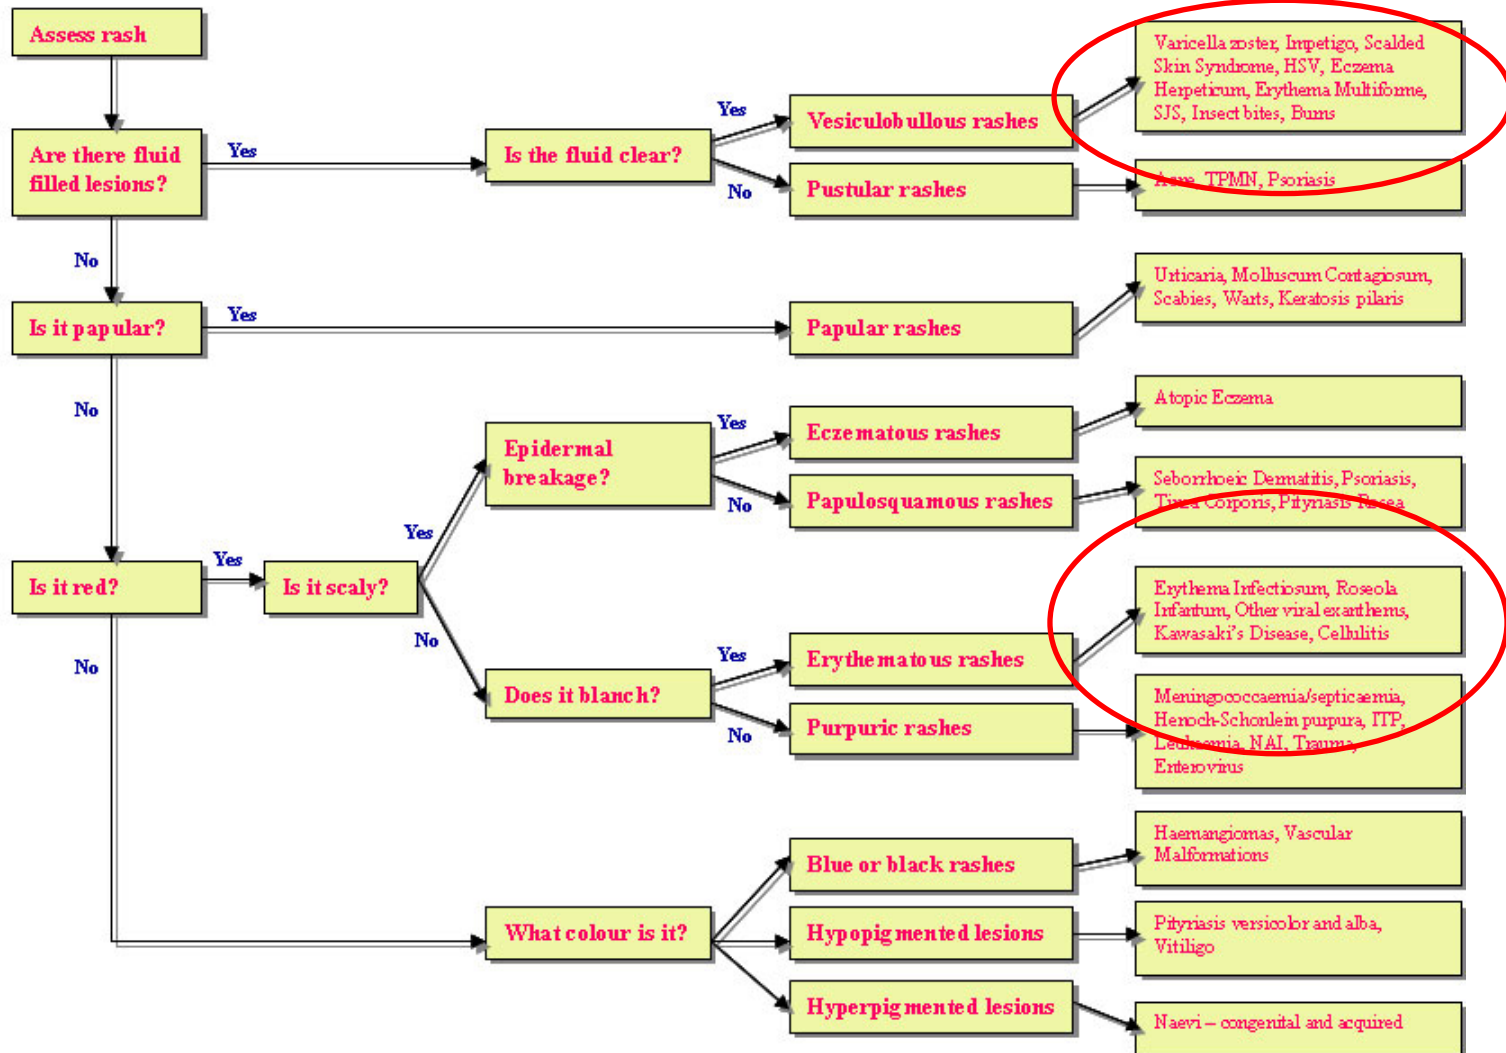 Assess rash
Are there fluid
filled lesions?
Yes
No
Is the fluid clear?
Yes
No
Vesiculobullous rashes
Varicella zoster, Impetigo, Scalded
Skin Syndrome, HSV, Eczema
Herpeticum, Erythema Multiforme,
SJS, Insect bites, Burns
Pustular rashes
Acne, TPMN, Psoriasis
Is it papular?
Yes
No
Papular rashes
Urticaria, Molluscum Contagiosum,
Scabies, Warts, Keratosis pilaris
Is it red?
Yes
No
Is it scaly?
Yes
No
Epidermal
breakage?
Yes
No
Eczematous rashes
Atopic Eczema
Papulosquamous rashes
Seborrhoeic Dermatitis, Psoriasis,
Tinea Corporis, Pityriasis Rosea
Does it blanch?
Yes
No
Erythematous rashes
Erythema Infectiosum, Roseola
Infantum, Other viral exanthems,
Kawasaki's Disease, Cellulitis
Purpuric rashes
Meningococcaemia/septicaemia,
Henoch-Schonlein purpura, ITP,
Leukaemia, NAI, Trauma,
Enterovirus
What colour is it?
Blue or black rashes
Haemangiomas, Vascular
Malformations
Hypopigmented lesions
Pityriasis versicolor and alba,
Vitiligo
Hyperpigmented lesions
Naevi – congenital and acquired